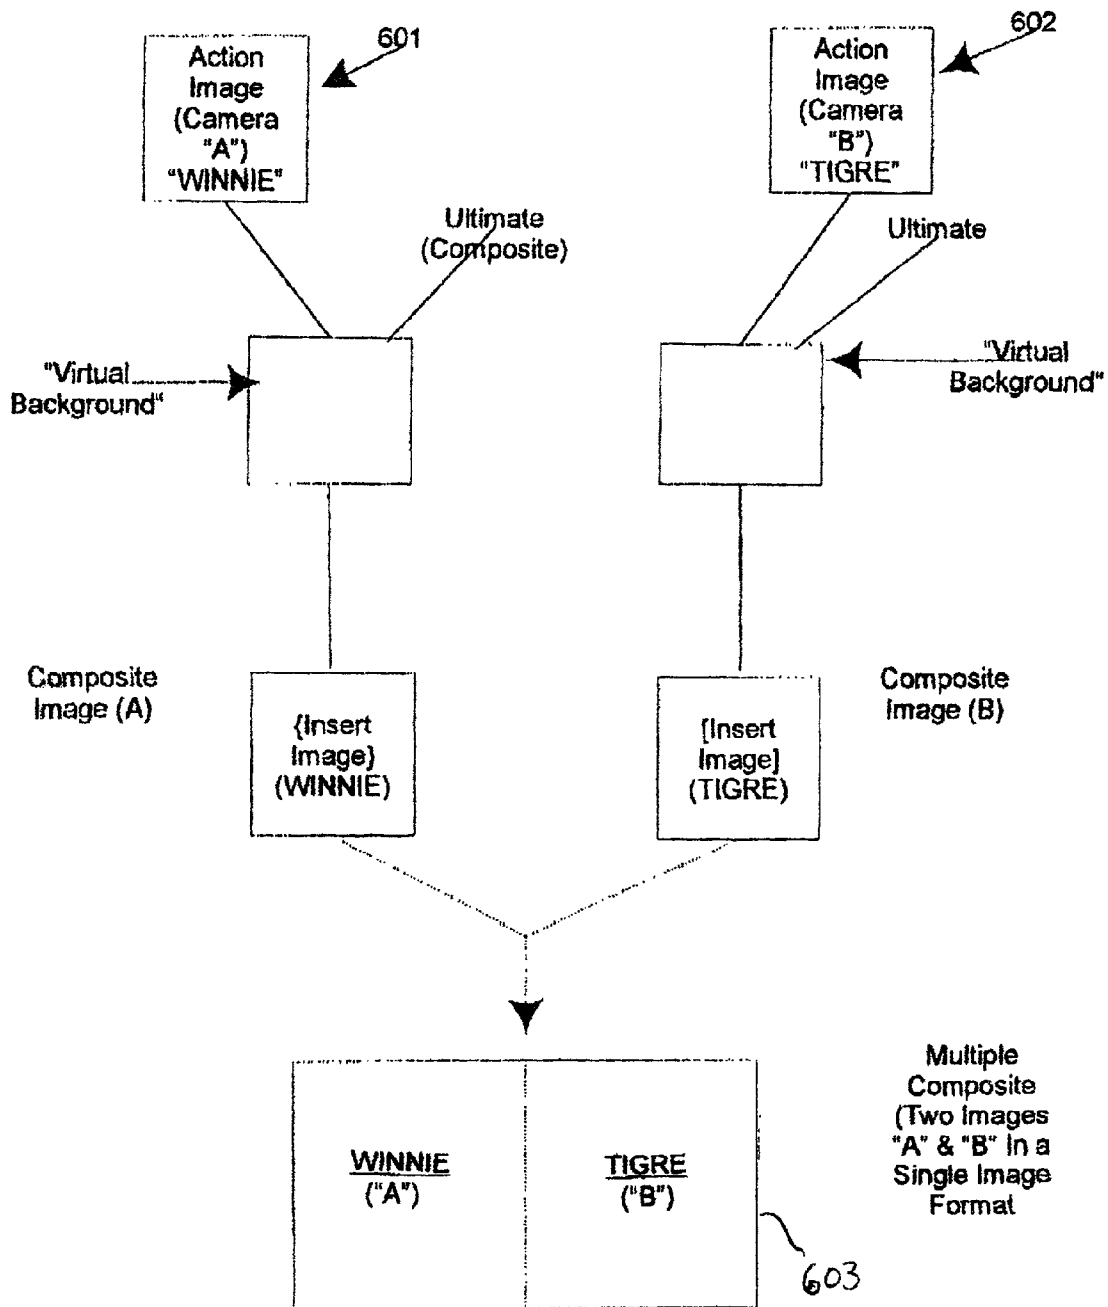 601
Action
Image
(Camera
"A")
"WINNIE"
602
Action
Image
(Camera
"B")
"TIGRE"
Ultimate
(Composite)
Ultimate
"Virtual
Background"
"Virtual
Background"
Composite
Image (A)
{Insert
Image}
(WINNIE)
[Insert
Image]
(TIGRE)
Composite
Image (B)
WINNIE
("A")
TIGRE
("B")
Multiple
Composite
(Two Images
"A" & "B" In a
Single Image
Format
603